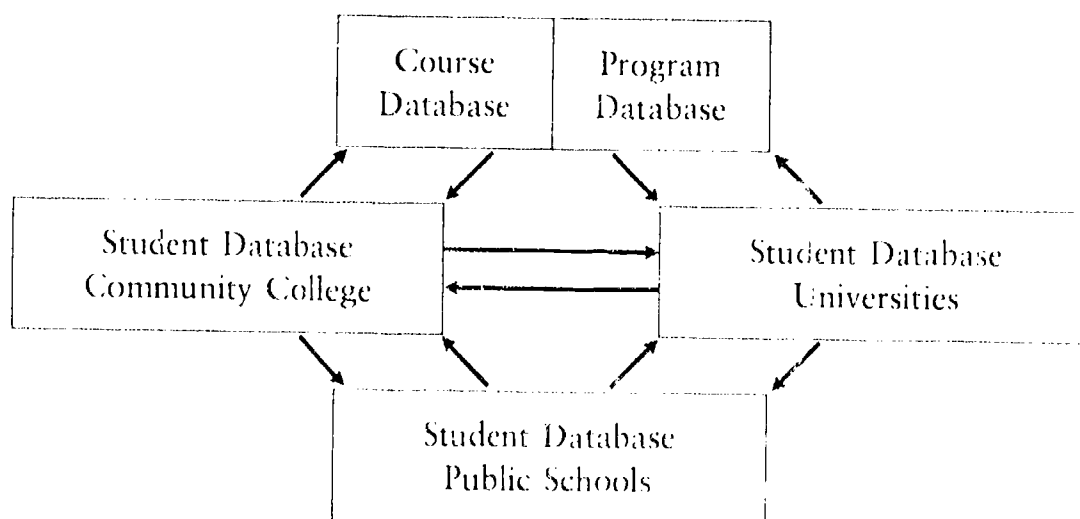 Course
Database
Program
Database
Student Database
Community College
Student Database
Universities
Student Database
Public Schools